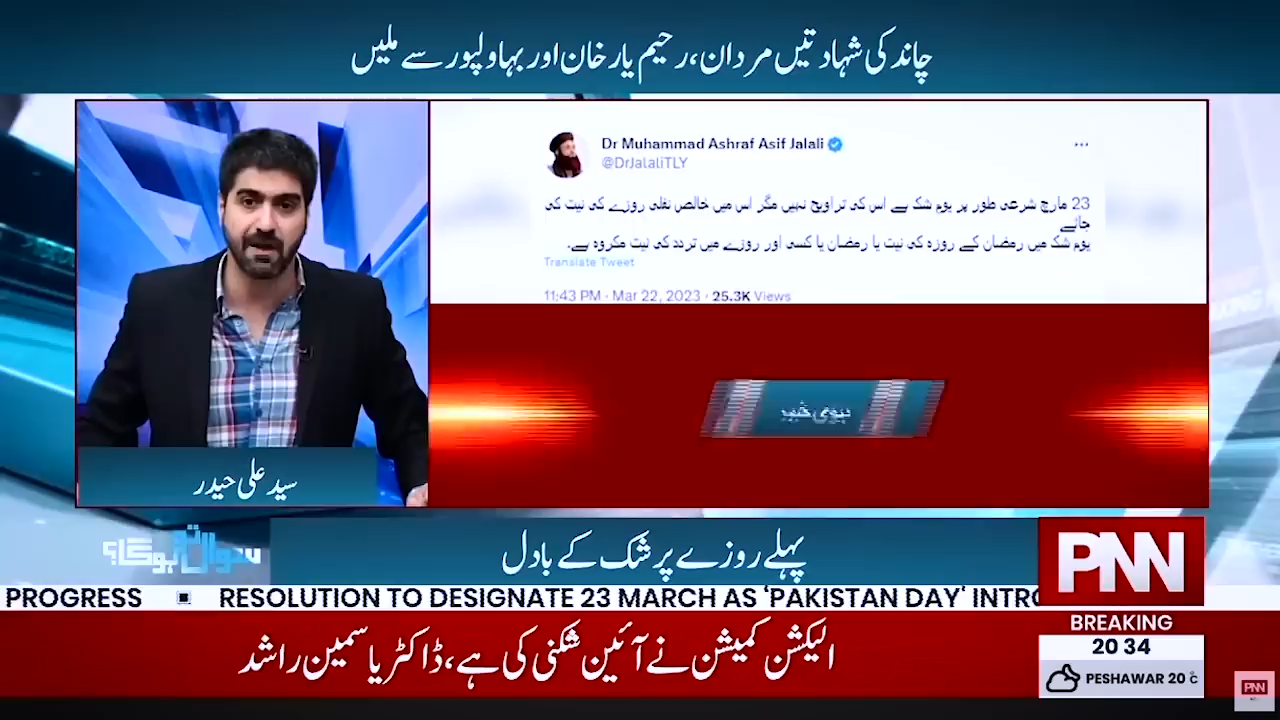 چاند کی شہادتیں مردان، رحیم یار خان اور بہاولپور سے ملیں
Dr Muhammad Ashraf Asif Jalali
@DrJalaliTLY
23 مارچ شرعی طور پر یوم شک ہے اس کی تراویح نہیں مگر اس میں خالص نفلی روزے کی نیت کی
جائے
یوم شک میں رمضان کے روزہ کی نیت یا رمضان یا کسی اور روزے میں تردد کی نیت مکروہ ہے۔
Translate Tweet
11:43 PM · Mar 22, 2023 · 25.3K Views
سید علی حیدر
سوال تو ہوگا؟
پہلے روزے پر شک کے بادل
PNN
PROGRESS ▪ RESOLUTION TO DESIGNATE 23 MARCH AS 'PAKISTAN DAY' INTRO
BREAKING
الیکشن کمیشن نے آئین شکنی کی ہے، ڈاکٹر یاسمین راشد
20 34
PESHAWAR 20 °C
PNN